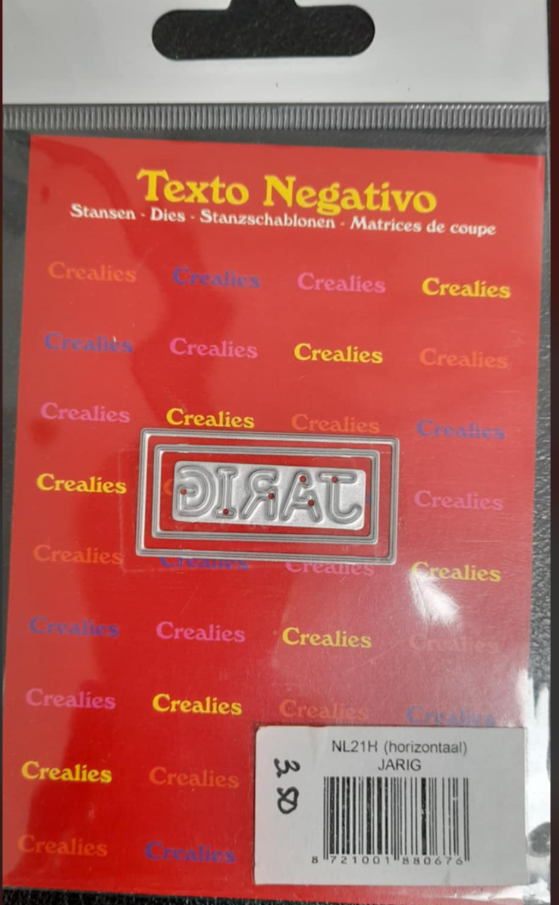 Texto Negativo
Stansen - Dies - Stanzschablonen - Matrices de coupe
Crealies Crealies Crealies Crealies
Crealies Crealies Crealies Crealies
Crealies Crealies Crealies Crealies
Crealies Crealies
JARIG
Crealies Crealies Crealies Crealies
Crealies Crealies Crealies Crealies
Crealies Crealies Crealies Crealies
Crealies Crealies
Crealies Crealies
NL21H (horizontaal)
JARIG
3.80
8 721001 880676